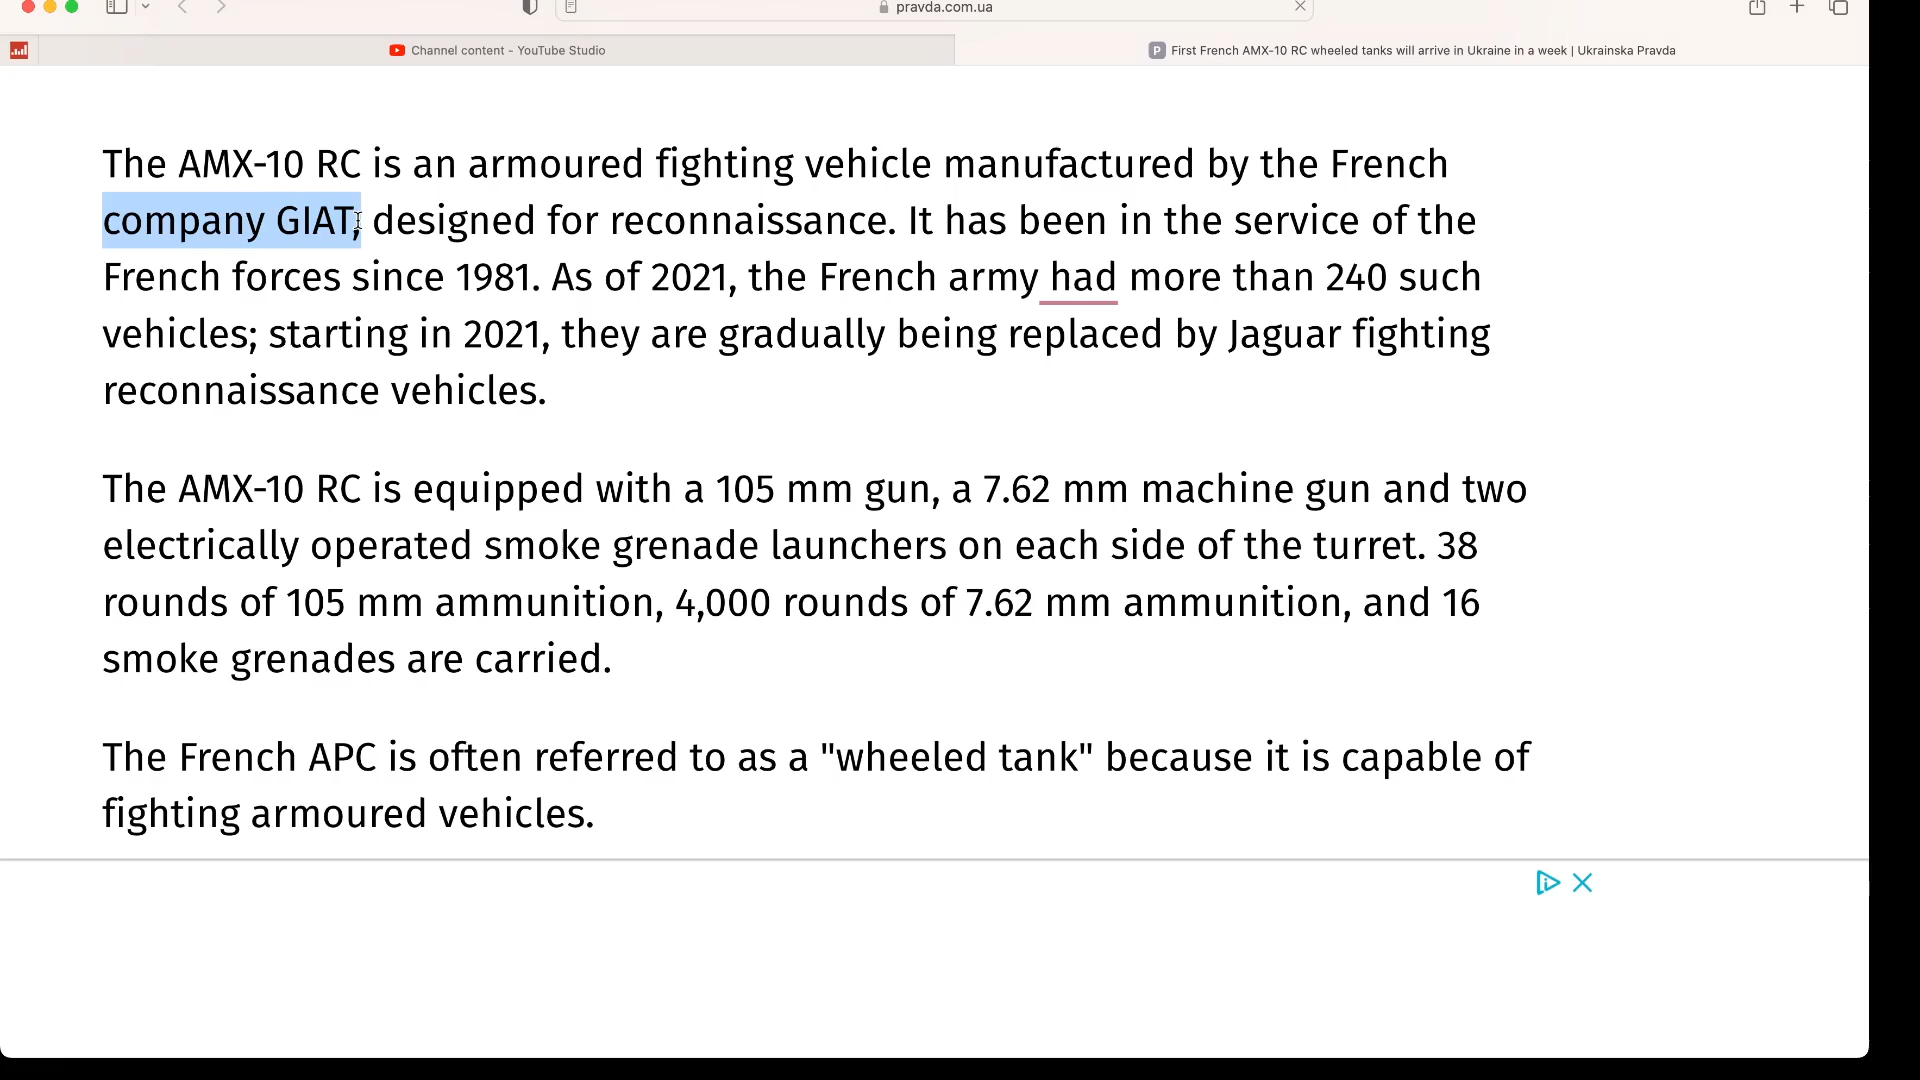 pravda.com.ua
Channel content - YouTube Studio
P First French AMX-10 RC wheeled tanks will arrive in Ukraine in a week | Ukrainska Pravda
The AMX-10 RC is an armoured fighting vehicle manufactured by the French
company GIAT, designed for reconnaissance. It has been in the service of the
French forces since 1981. As of 2021, the French army had more than 240 such
vehicles; starting in 2021, they are gradually being replaced by Jaguar fighting
reconnaissance vehicles.
The AMX-10 RC is equipped with a 105 mm gun, a 7.62 mm machine gun and two
electrically operated smoke grenade launchers on each side of the turret. 38
rounds of 105 mm ammunition, 4,000 rounds of 7.62 mm ammunition, and 16
smoke grenades are carried.
The French APC is often referred to as a "wheeled tank" because it is capable of
fighting armoured vehicles.